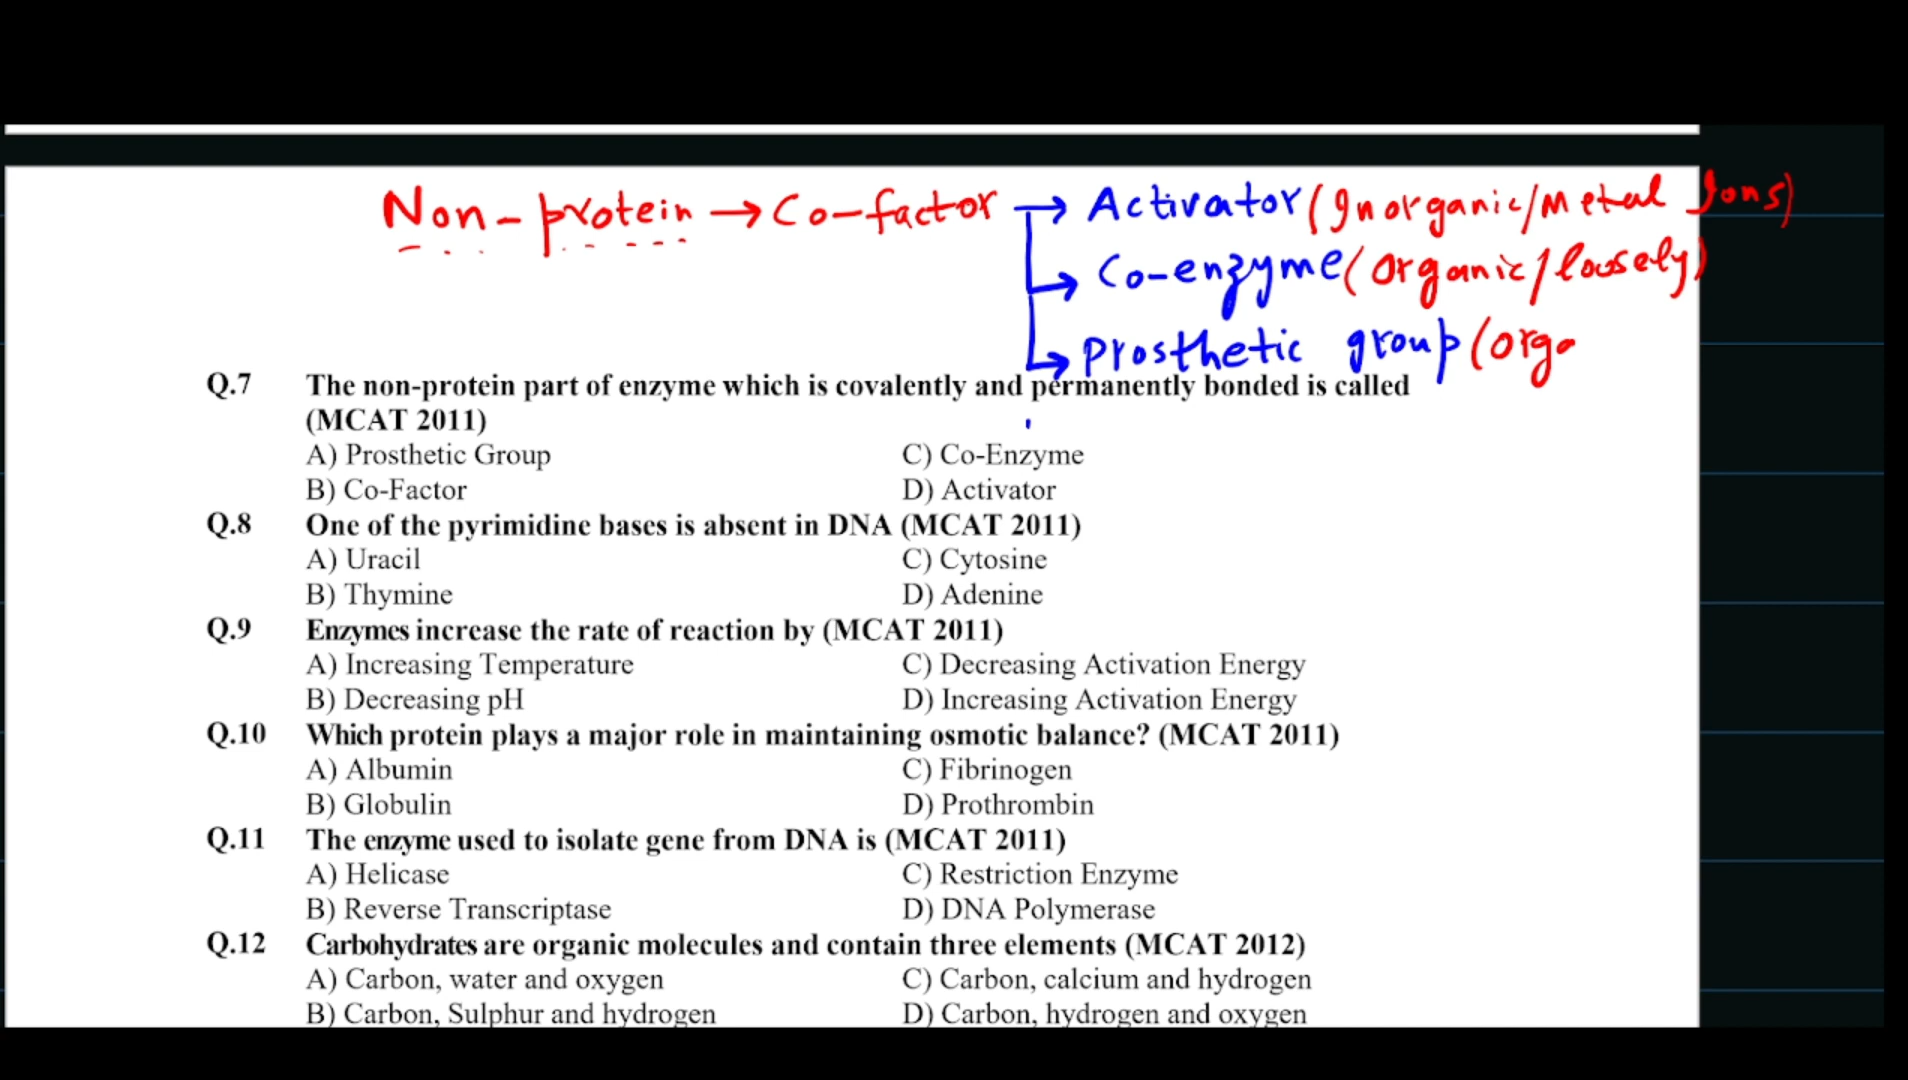 Non-protein → Co-factor → Activator (Inorganic/Metal Ions)
→ Co-enzyme (Organic/loosely)
→ Prosthetic group (Orga
Q.7 The non-protein part of enzyme which is covalently and permanently bonded is called
(MCAT 2011)
A) Prosthetic Group C) Co-Enzyme
B) Co-Factor D) Activator
Q.8 One of the pyrimidine bases is absent in DNA (MCAT 2011)
A) Uracil C) Cytosine
B) Thymine D) Adenine
Q.9 Enzymes increase the rate of reaction by (MCAT 2011)
A) Increasing Temperature C) Decreasing Activation Energy
B) Decreasing pH D) Increasing Activation Energy
Q.10 Which protein plays a major role in maintaining osmotic balance? (MCAT 2011)
A) Albumin C) Fibrinogen
B) Globulin D) Prothrombin
Q.11 The enzyme used to isolate gene from DNA is (MCAT 2011)
A) Helicase C) Restriction Enzyme
B) Reverse Transcriptase D) DNA Polymerase
Q.12 Carbohydrates are organic molecules and contain three elements (MCAT 2012)
A) Carbon, water and oxygen C) Carbon, calcium and hydrogen
B) Carbon, Sulphur and hydrogen D) Carbon, hydrogen and oxygen